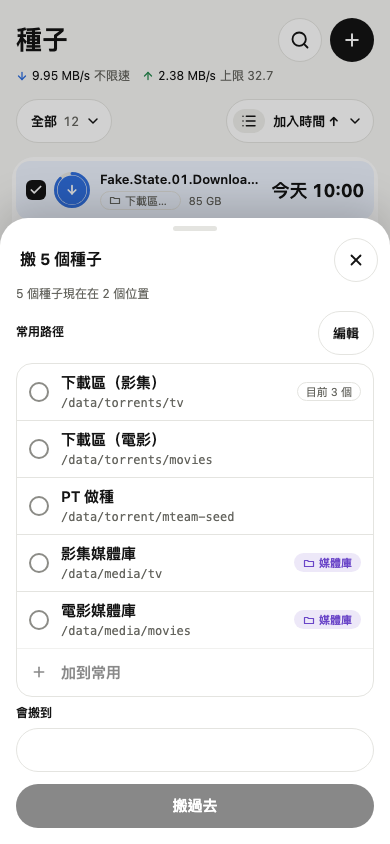 種子
9.95 MB/s 不限速 2.38 MB/s 上限 32.7
全部 12
加入時間
Fake.State.01.Downloa...
下載區... 85 GB
今天 10:00
搬 5 個種子
5 個種子現在在 2 個位置
常用路徑
編輯
下載區（影集）
/data/torrents/tv
目前 3 個
下載區（電影）
/data/torrents/movies
PT 做種
/data/torrent/mteam-seed
影集媒體庫
/data/media/tv
媒體庫
電影媒體庫
/data/media/movies
媒體庫
加到常用
會搬到
搬過去